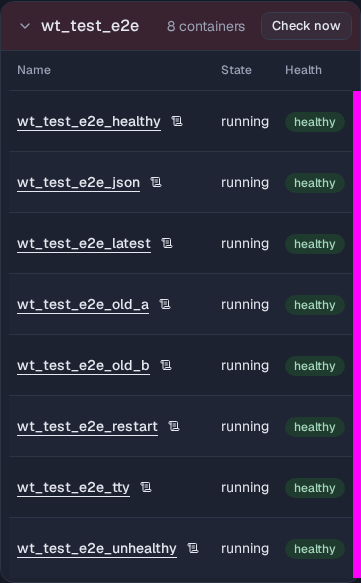 wt_test_e2e 8 containers Check now
Name State Health
wt_test_e2e_healthy running healthy
wt_test_e2e_json running healthy
wt_test_e2e_latest running healthy
wt_test_e2e_old_a running healthy
wt_test_e2e_old_b running healthy
wt_test_e2e_restart running healthy
wt_test_e2e_tty running healthy
wt_test_e2e_unhealthy running healthy